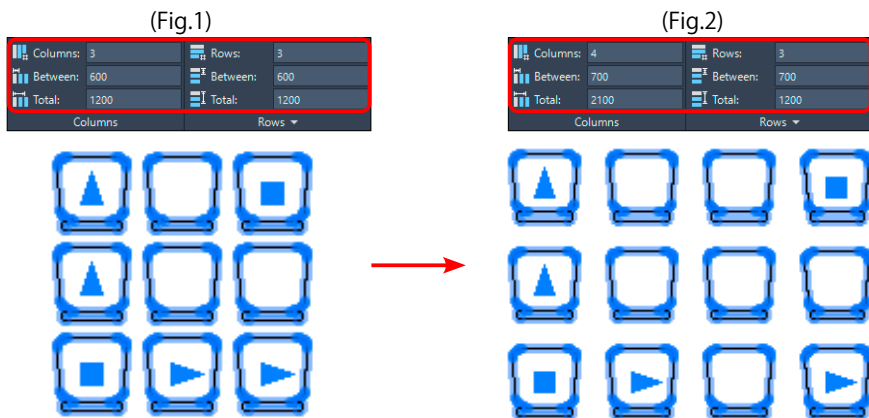 (Fig.1)
Columns: 3 Rows: 3
Between: 600 Between: 600
Total: 1200 Total: 1200
Columns Rows
(Fig.2)
Columns: 4 Rows: 3
Between: 700 Between: 700
Total: 2100 Total: 1200
Columns Rows